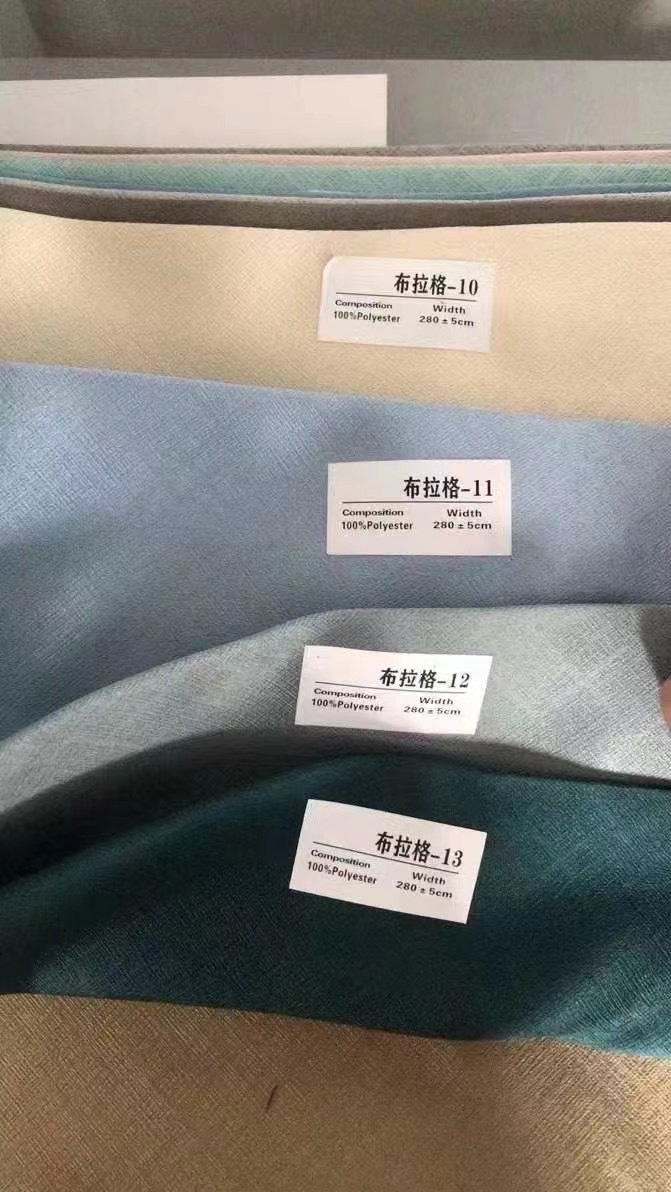 布拉格-10
Composition Width
100%Polyester 280±5cm
布拉格-11
Composition Width
100%Polyester 280±5cm
布拉格-12
Composition Width
100%Polyester 280±5cm
布拉格-13
Composition Width
100%Polyester 280±5cm